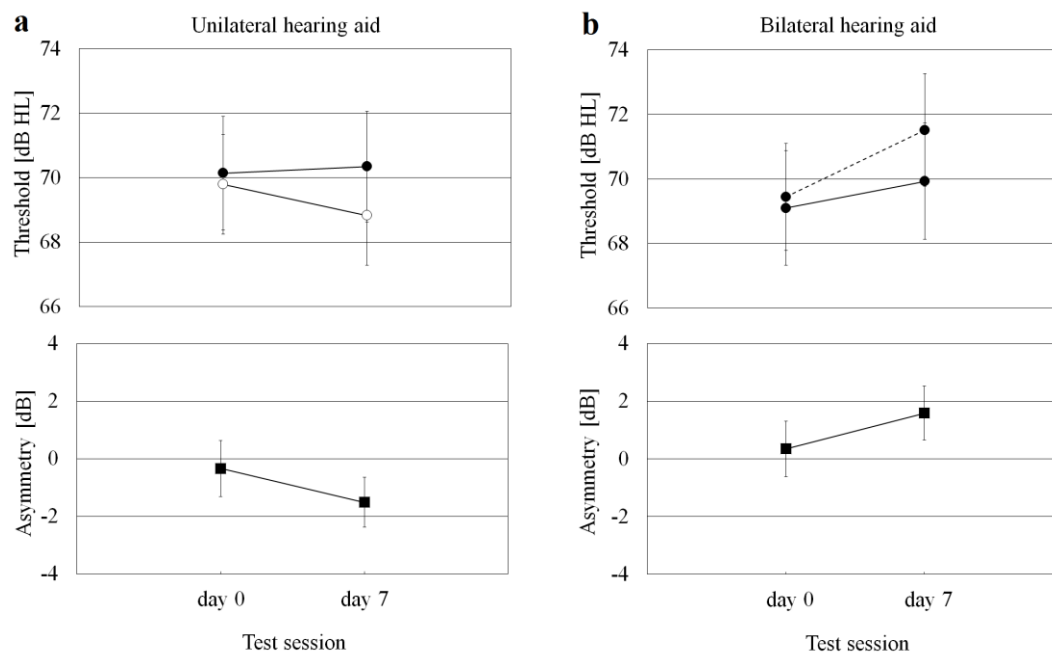 a
Unilateral hearing aid
Threshold [dB HL]
74
72
70
68
66
Asymmetry [dB]
4
2
0
-2
-4
day 0 day 7
Test session
b
Bilateral hearing aid
Threshold [dB HL]
74
72
70
68
66
Asymmetry [dB]
4
2
0
-2
-4
day 0 day 7
Test session